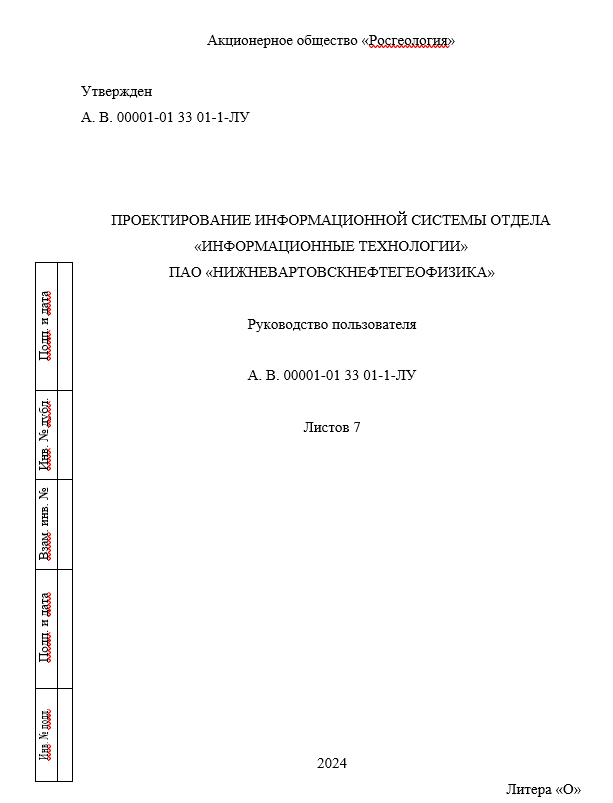 Акционерное общество «Росгеология»
Утвержден
А. В. 00001-01 33 01-1-ЛУ
ПРОЕКТИРОВАНИЕ ИНФОРМАЦИОННОЙ СИСТЕМЫ ОТДЕЛА
«ИНФОРМАЦИОННЫЕ ТЕХНОЛОГИИ»
ПАО «НИЖНЕВАРТОВСКНЕФТЕГЕОФИЗИКА»
Руководство пользователя
А. В. 00001-01 33 01-1-ЛУ
Листов 7
Подп. и дата
Инв. № дубл.
Взам. инв. №
Подп. и дата
Инв. № подл.
2024
Литера «О»